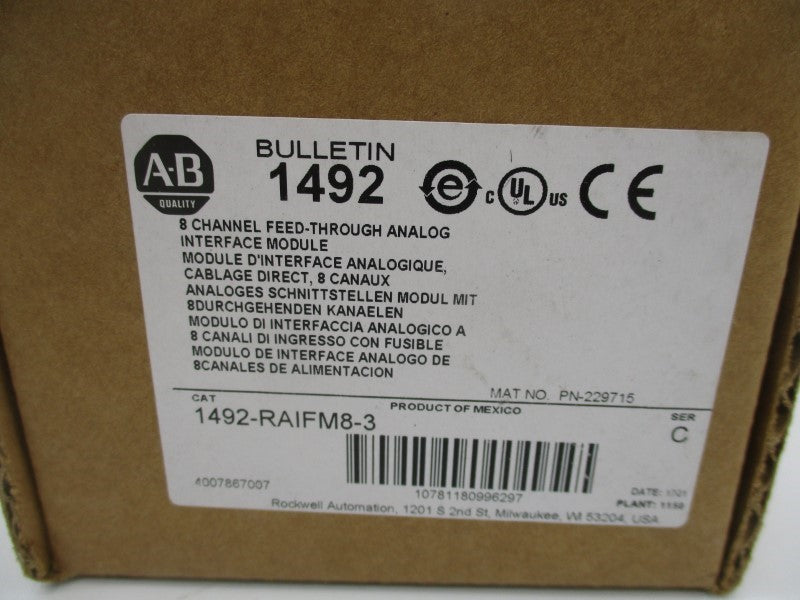 A·B
QUALITY
BULLETIN
1492
e
C UL US CE
8 CHANNEL FEED-THROUGH ANALOG
INTERFACE MODULE
MODULE D'INTERFACE ANALOGIQUE,
CABLAGE DIRECT, 8 CANAUX
ANALOGES SCHNITTSTELLEN MODUL MIT
8DURCHGEHENDEN KANAELEN
MODULO DI INTERFACCIA ANALOGICO A
8 CANALI DI INGRESSO CON FUSIBLE
MODULO DE INTERFACE ANALOGO DE
8CANALES DE ALIMENTACION
MAT NO. PN-229715
CAT
PRODUCT OF MEXICO
SER
1492-RAIFM8-3
C
4007867007
10781180996297
DATE:
PLANT: 1150
Rockwell Automation, 1201 S 2nd St, Milwaukee, WI 53204, USA